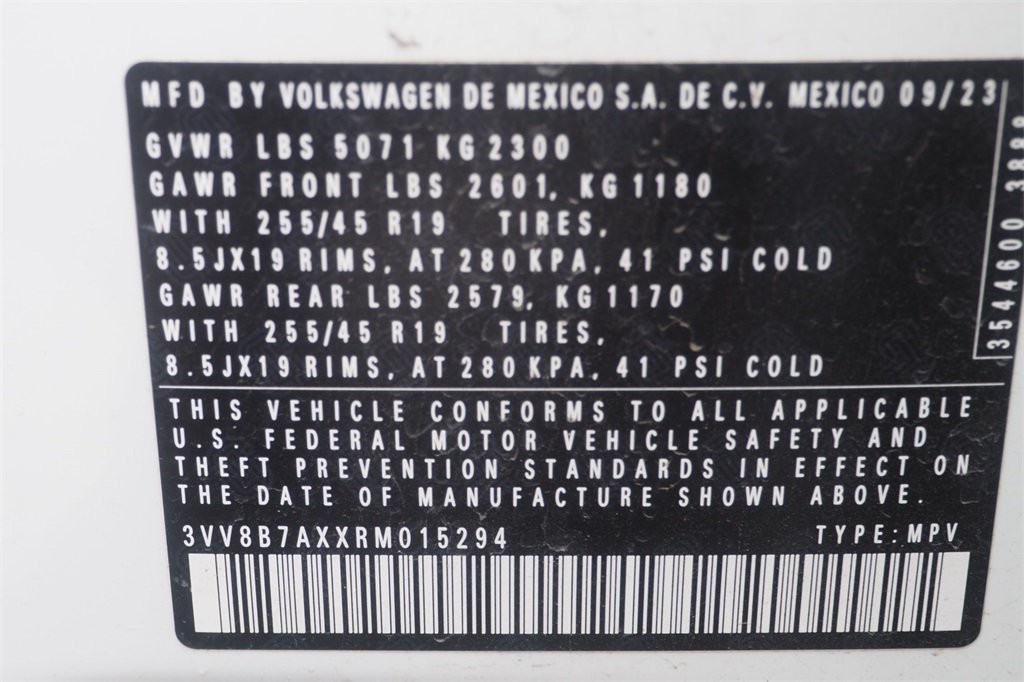 MFD BY VOLKSWAGEN DE MEXICO S.A. DE C.V. MEXICO 09/23
GVWR LBS 5071 KG 2300
GAWR FRONT LBS 2601, KG 1180
WITH 255/45 R19 TIRES,
8.5JX19 RIMS, AT 280 KPA, 41 PSI COLD
GAWR REAR LBS 2579, KG 1170
WITH 255/45 R19 TIRES,
8.5JX19 RIMS, AT 280 KPA, 41 PSI COLD
3544600
THIS VEHICLE CONFORMS TO ALL APPLICABLE
U.S. FEDERAL MOTOR VEHICLE SAFETY AND
THEFT PREVENTION STANDARDS IN EFFECT ON
THE DATE OF MANUFACTURE SHOWN ABOVE.
3VV8B7AXXRM015294 TYPE:MPV